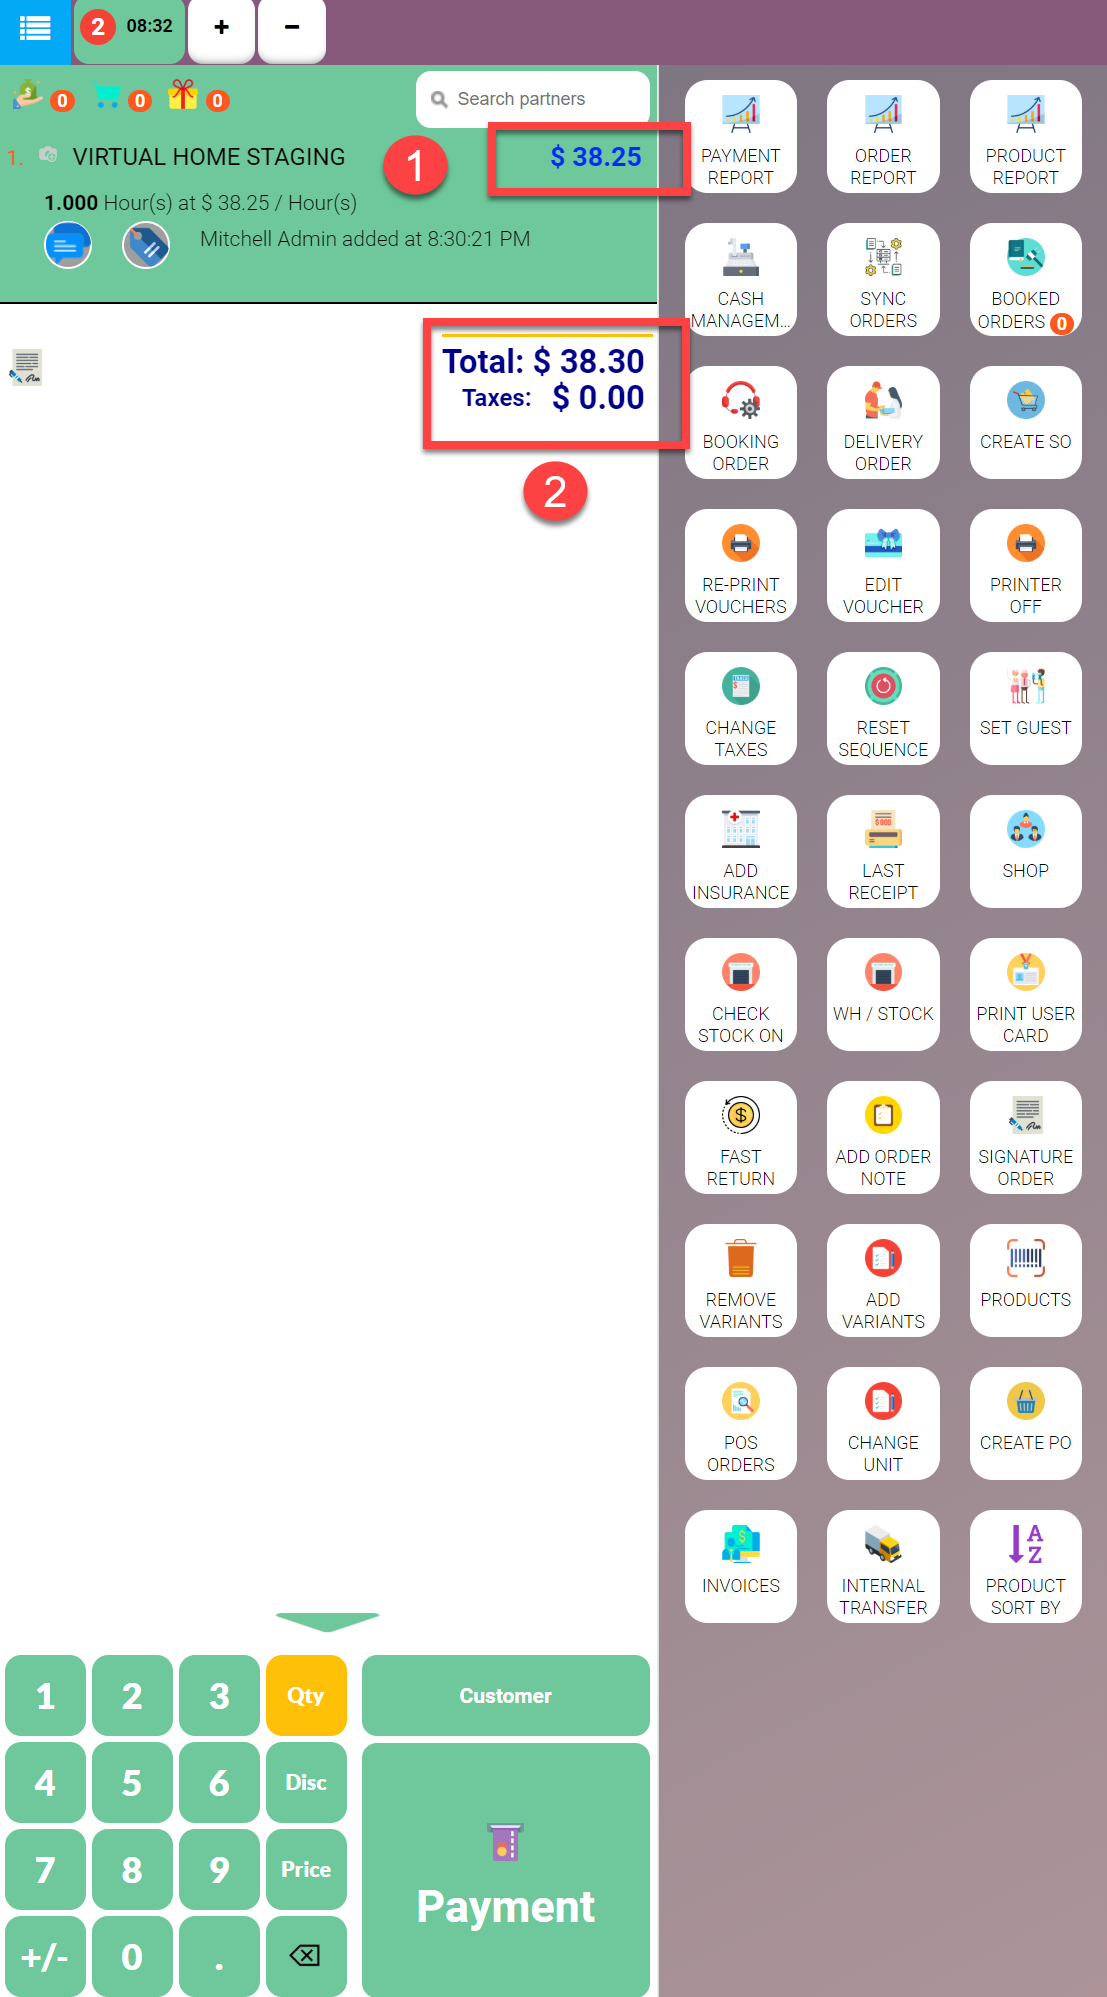 2 08:32 + −
0 0 0 Search partners
1. VIRTUAL HOME STAGING 1 $ 38.25
1.000 Hour(s) at $ 38.25 / Hour(s)
Mitchell Admin added at 8:30:21 PM
Total: $ 38.30
Taxes: $ 0.00
2
PAYMENT
REPORT
ORDER
REPORT
PRODUCT
REPORT
CASH
MANAGEM...
SYNC
ORDERS
BOOKED
ORDERS 0
BOOKING
ORDER
DELIVERY
ORDER
CREATE SO
RE-PRINT
VOUCHERS
EDIT
VOUCHER
PRINTER
OFF
CHANGE
TAXES
RESET
SEQUENCE
SET GUEST
ADD
INSURANCE
LAST
RECEIPT
SHOP
CHECK
STOCK ON
WH / STOCK
PRINT USER
CARD
FAST
RETURN
ADD ORDER
NOTE
SIGNATURE
ORDER
REMOVE
VARIANTS
ADD
VARIANTS
PRODUCTS
POS
ORDERS
CHANGE
UNIT
CREATE PO
INVOICES
INTERNAL
TRANSFER
A
Z
PRODUCT
SORT BY
1 2 3 Qty Customer
4 5 6 Disc
7 8 9 Price
Payment
+/- 0 .